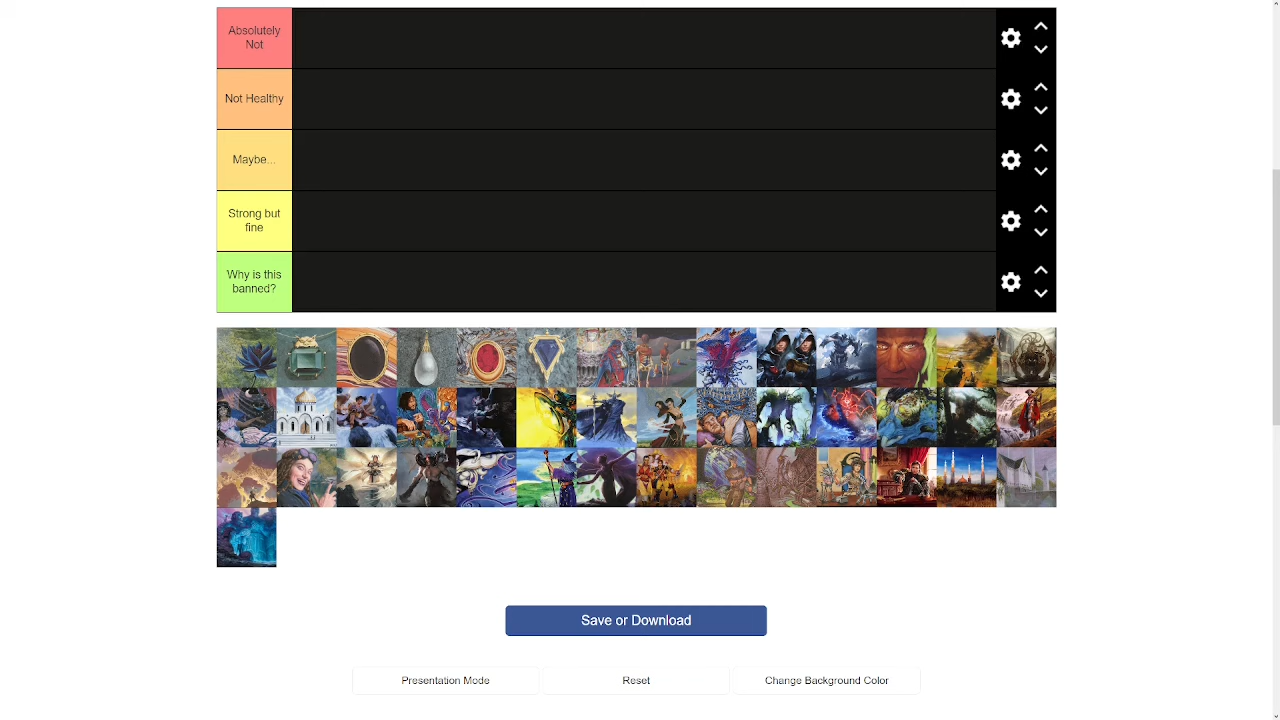 Absolutely
Not
Not Healthy
Maybe...
Strong but
fine
Why is this
banned?
Save or Download
Presentation Mode
Reset
Change Background Color